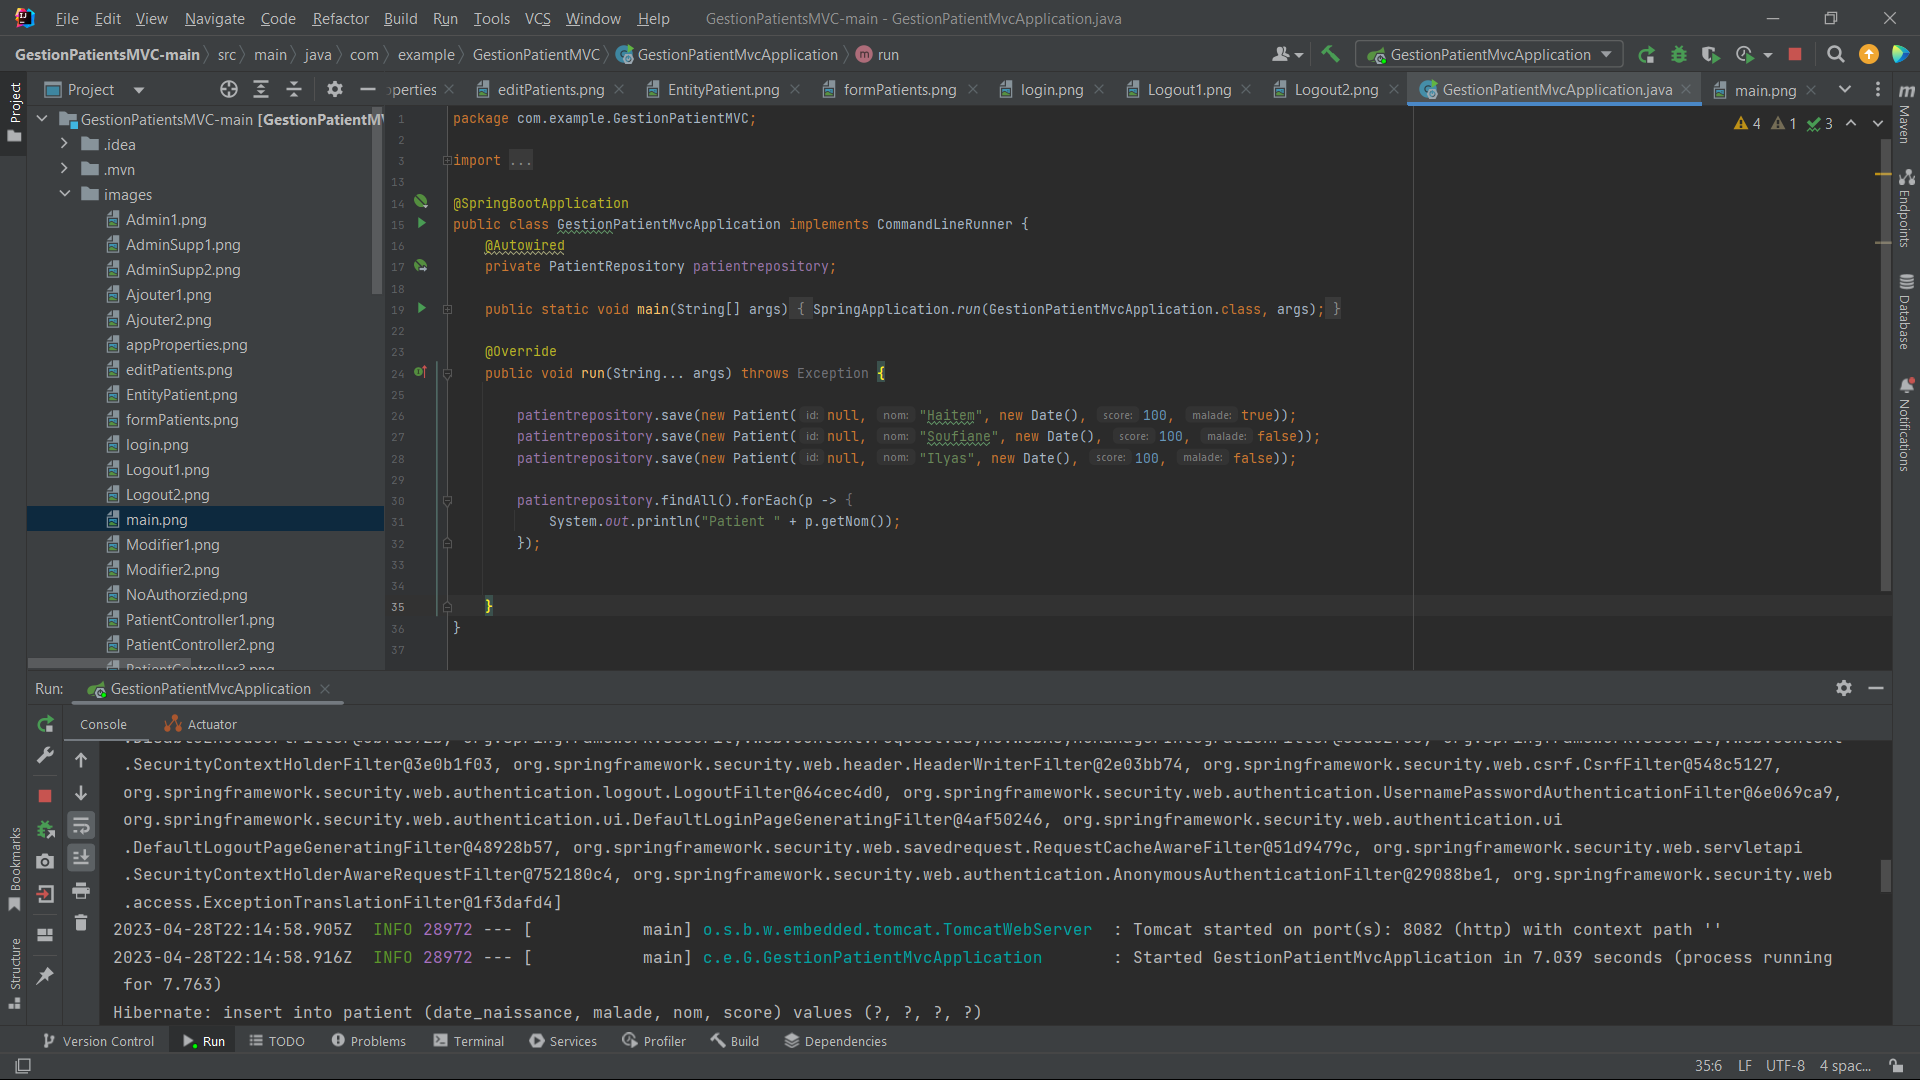 File Edit View Navigate Code Refactor Build Run Tools VCS Window Help GestionPatientsMVC-main - GestionPatientMvcApplication.java
GestionPatientsMVC-main src main java com example GestionPatientMVC GestionPatientMvcApplication m run GestionPatientMvcApplication
Project operties editPatients.png EntityPatient.png formPatients.png login.png Logout1.png Logout2.png GestionPatientMvcApplication.java main.png
Project
GestionPatientsMVC-main [GestionPatientM
.idea
.mvn
images
Admin1.png
AdminSupp1.png
AdminSupp2.png
Ajouter1.png
Ajouter2.png
appProperties.png
editPatients.png
EntityPatient.png
formPatients.png
login.png
Logout1.png
Logout2.png
main.png
Modifier1.png
Modifier2.png
NoAuthorzied.png
PatientController1.png
PatientController2.png
PatientController3.png
4 1 3
1 package com.example.GestionPatientMVC;
2
3 import ...
13
14 @SpringBootApplication
15 public class GestionPatientMvcApplication implements CommandLineRunner {
16 @Autowired
17 private PatientRepository patientrepository;
18
19 public static void main(String[] args) { SpringApplication.run(GestionPatientMvcApplication.class, args); }
22
23 @Override
24 public void run(String... args) throws Exception {
25
26 patientrepository.save(new Patient( id: null, nom: "Haitem", new Date(), score: 100, malade: true));
27 patientrepository.save(new Patient( id: null, nom: "Soufiane", new Date(), score: 100, malade: false));
28 patientrepository.save(new Patient( id: null, nom: "Ilyas", new Date(), score: 100, malade: false));
29
30 patientrepository.findAll().forEach(p -> {
31 System.out.println("Patient " + p.getNom());
32 });
33
34
35 }
36 }
37
m Maven
Endpoints
Database
Notifications
Run: GestionPatientMvcApplication
Console Actuator
.SecurityContextHolderFilter@3e0b1f03, org.springframework.security.web.header.HeaderWriterFilter@2e03bb74, org.springframework.security.web.csrf.CsrfFilter@548c5127,
org.springframework.security.web.authentication.logout.LogoutFilter@64cec4d0, org.springframework.security.web.authentication.UsernamePasswordAuthenticationFilter@6e069ca9,
org.springframework.security.web.authentication.ui.DefaultLoginPageGeneratingFilter@4af50246, org.springframework.security.web.authentication.ui
.DefaultLogoutPageGeneratingFilter@48928b57, org.springframework.security.web.savedrequest.RequestCacheAwareFilter@51d9479c, org.springframework.security.web.servletapi
.SecurityContextHolderAwareRequestFilter@752180c4, org.springframework.security.web.authentication.AnonymousAuthenticationFilter@29088be1, org.springframework.security.web
.access.ExceptionTranslationFilter@1f3dafd4]
2023-04-28T22:14:58.905Z INFO 28972 --- [ main] o.s.b.w.embedded.tomcat.TomcatWebServer : Tomcat started on port(s): 8082 (http) with context path ''
2023-04-28T22:14:58.916Z INFO 28972 --- [ main] c.e.G.GestionPatientMvcApplication : Started GestionPatientMvcApplication in 7.039 seconds (process running
for 7.763)
Hibernate: insert into patient (date_naissance, malade, nom, score) values (?, ?, ?, ?)
Bookmarks
Structure
Version Control Run TODO Problems Terminal Services Profiler Build Dependencies
35:6 LF UTF-8 4 spac...